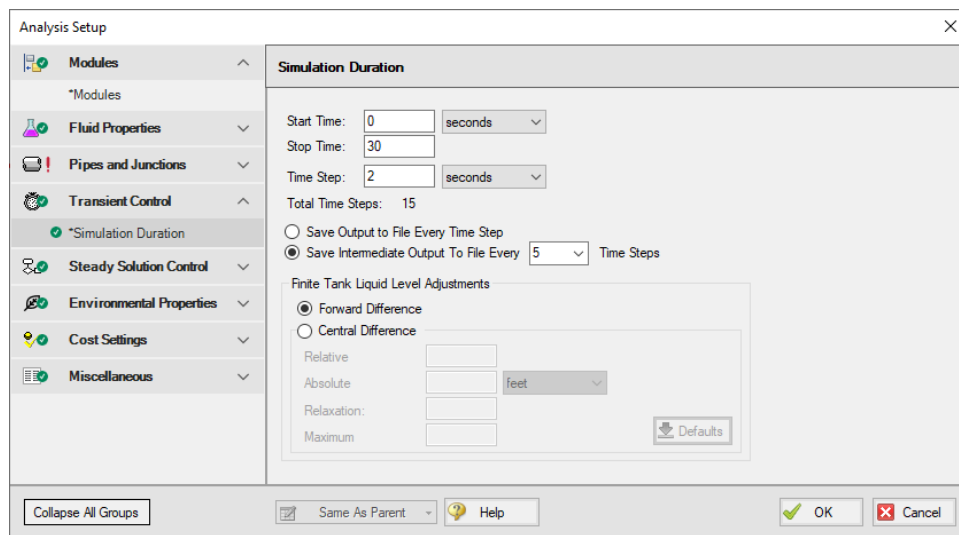 Analysis Setup
Modules
*Modules
Fluid Properties
Pipes and Junctions
Transient Control
*Simulation Duration
Steady Solution Control
Environmental Properties
Cost Settings
Miscellaneous
Simulation Duration
Start Time: 0 seconds
Stop Time: 30
Time Step: 2 seconds
Total Time Steps: 15
Save Output to File Every Time Step
Save Intermediate Output To File Every 5 Time Steps
Finite Tank Liquid Level Adjustments
Forward Difference
Central Difference
Relative
Absolute feet
Relaxation:
Maximum
Defaults
Collapse All Groups
Same As Parent
Help
OK
Cancel